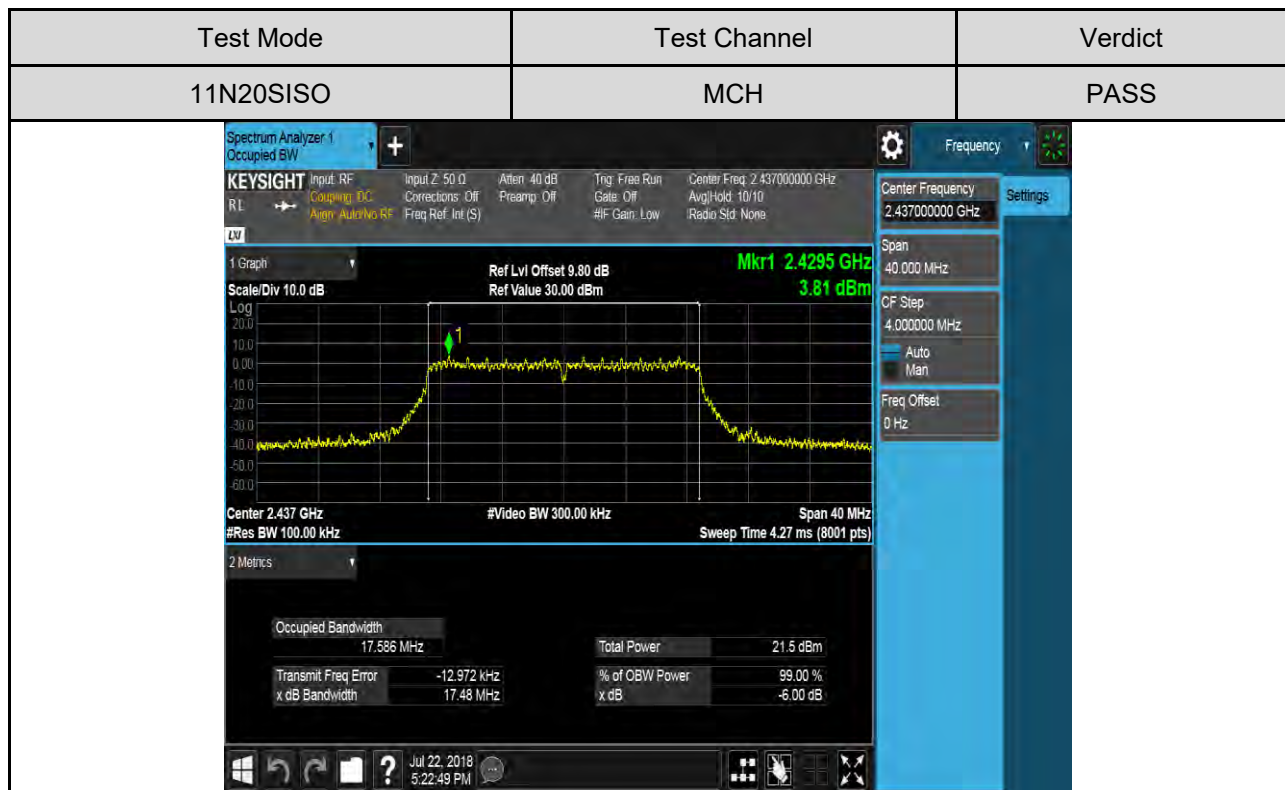 Test Mode Test Channel Verdict
11N20SISO MCH PASS
Spectrum Analyzer 1
Occupied BW
+
Frequency
KEYSIGHT Input: RF Input Z: 50 Ω Atten: 40 dB Trig: Free Run Center Freq: 2.437000000 GHz
RL Coupling: DC Corrections: Off Preamp: Off Gate: Off Avg|Hold: 10/10
Align: Auto/No RF Freq Ref: Int (S) #IF Gain: Low Radio Std: None
LXI
Center Frequency
2.437000000 GHz
Settings
Span
40.000 MHz
CF Step
4.000000 MHz
Auto
Man
Freq Offset
0 Hz
1 Graph Ref Lvl Offset 9.80 dB Mkr1 2.4295 GHz
Scale/Div 10.0 dB Ref Value 30.00 dBm 3.81 dBm
Log
20.0
10.0
0.00
-10.0
-20.0
-30.0
-40.0
-50.0
-60.0
1
Center 2.437 GHz #Video BW 300.00 kHz Span 40 MHz
#Res BW 100.00 kHz Sweep Time 4.27 ms (8001 pts)
2 Metrics
Occupied Bandwidth
17.586 MHz Total Power 21.5 dBm
Transmit Freq Error -12.972 kHz % of OBW Power 99.00 %
x dB Bandwidth 17.48 MHz x dB -6.00 dB
? Jul 22, 2018
5:22:49 PM